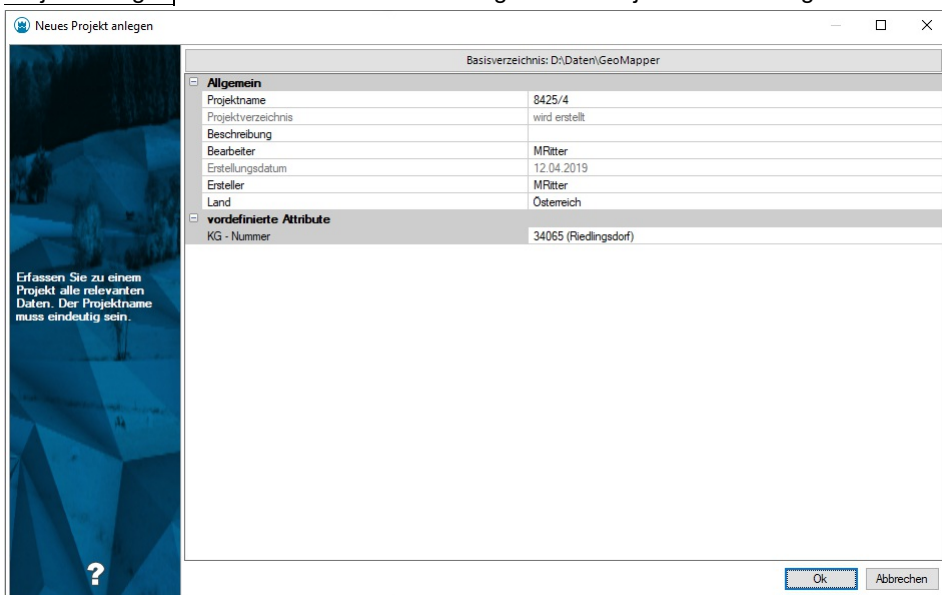 Neues Projekt anlegen
Basisverzeichnis: D:\Daten\GeoMapper
Allgemein
Projektname 8425/4
Projektverzeichnis wird erstellt
Beschreibung
Bearbeiter MRitter
Erstellungsdatum 12.04.2019
Ersteller MRitter
Land Österreich
vordefinierte Attribute
KG - Nummer 34065 (Riedlingsdorf)
Erfassen Sie zu einem
Projekt alle relevanten
Daten. Der Projektname
muss eindeutig sein.
?
Ok Abbrechen